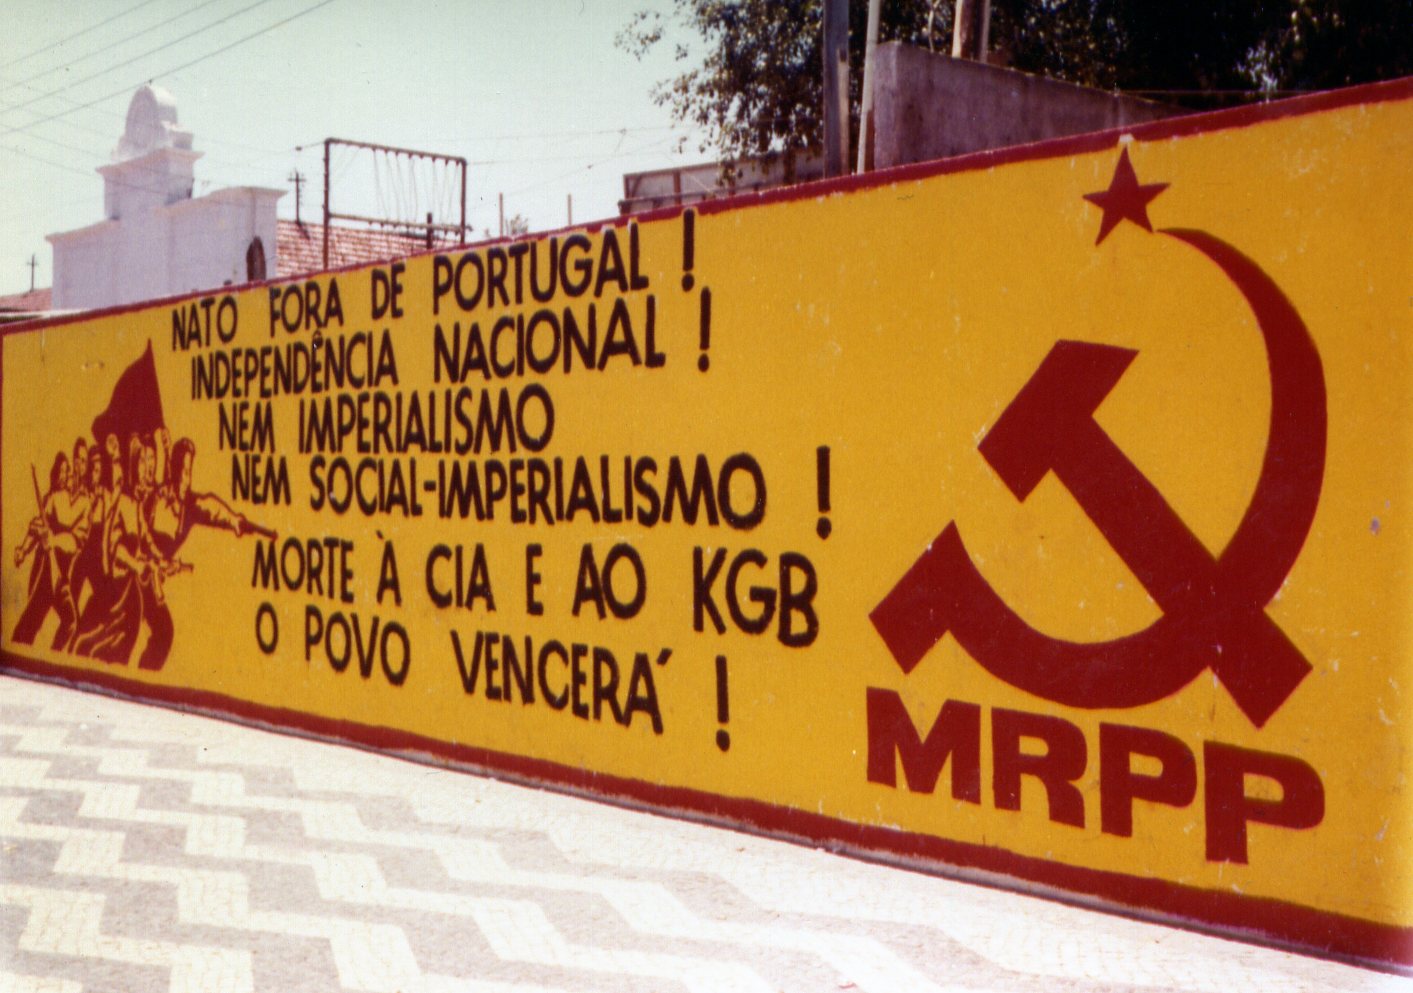 NATO FORA DE PORTUGAL !
INDEPENDÊNCIA NACIONAL !
NEM IMPERIALISMO
NEM SOCIAL-IMPERIALISMO !
MORTE À CIA E AO KGB
O POVO VENCERÁ !
MRPP